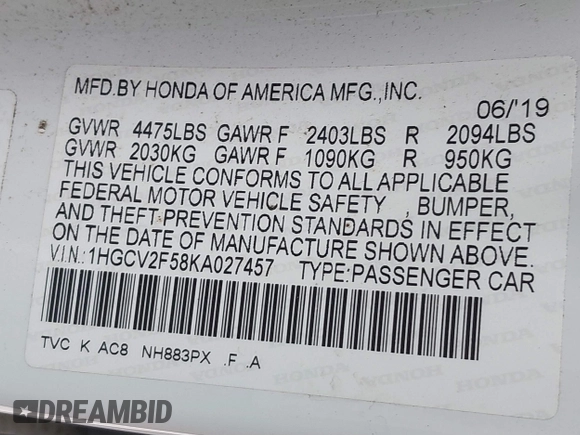 MFD.BY HONDA OF AMERICA MFG.,INC.
06/'19
GVWR 4475LBS GAWR F 2403LBS R 2094LBS
GVWR 2030KG GAWR F 1090KG R 950KG
THIS VEHICLE CONFORMS TO ALL APPLICABLE
FEDERAL MOTOR VEHICLE SAFETY , BUMPER,
AND THEFT PREVENTION STANDARDS IN EFFECT
ON THE DATE OF MANUFACTURE SHOWN ABOVE.
V.I.N.:1HGCV2F58KA027457 TYPE:PASSENGER CAR
TVC K AC8 NH883PX .F .A
DREAMBID